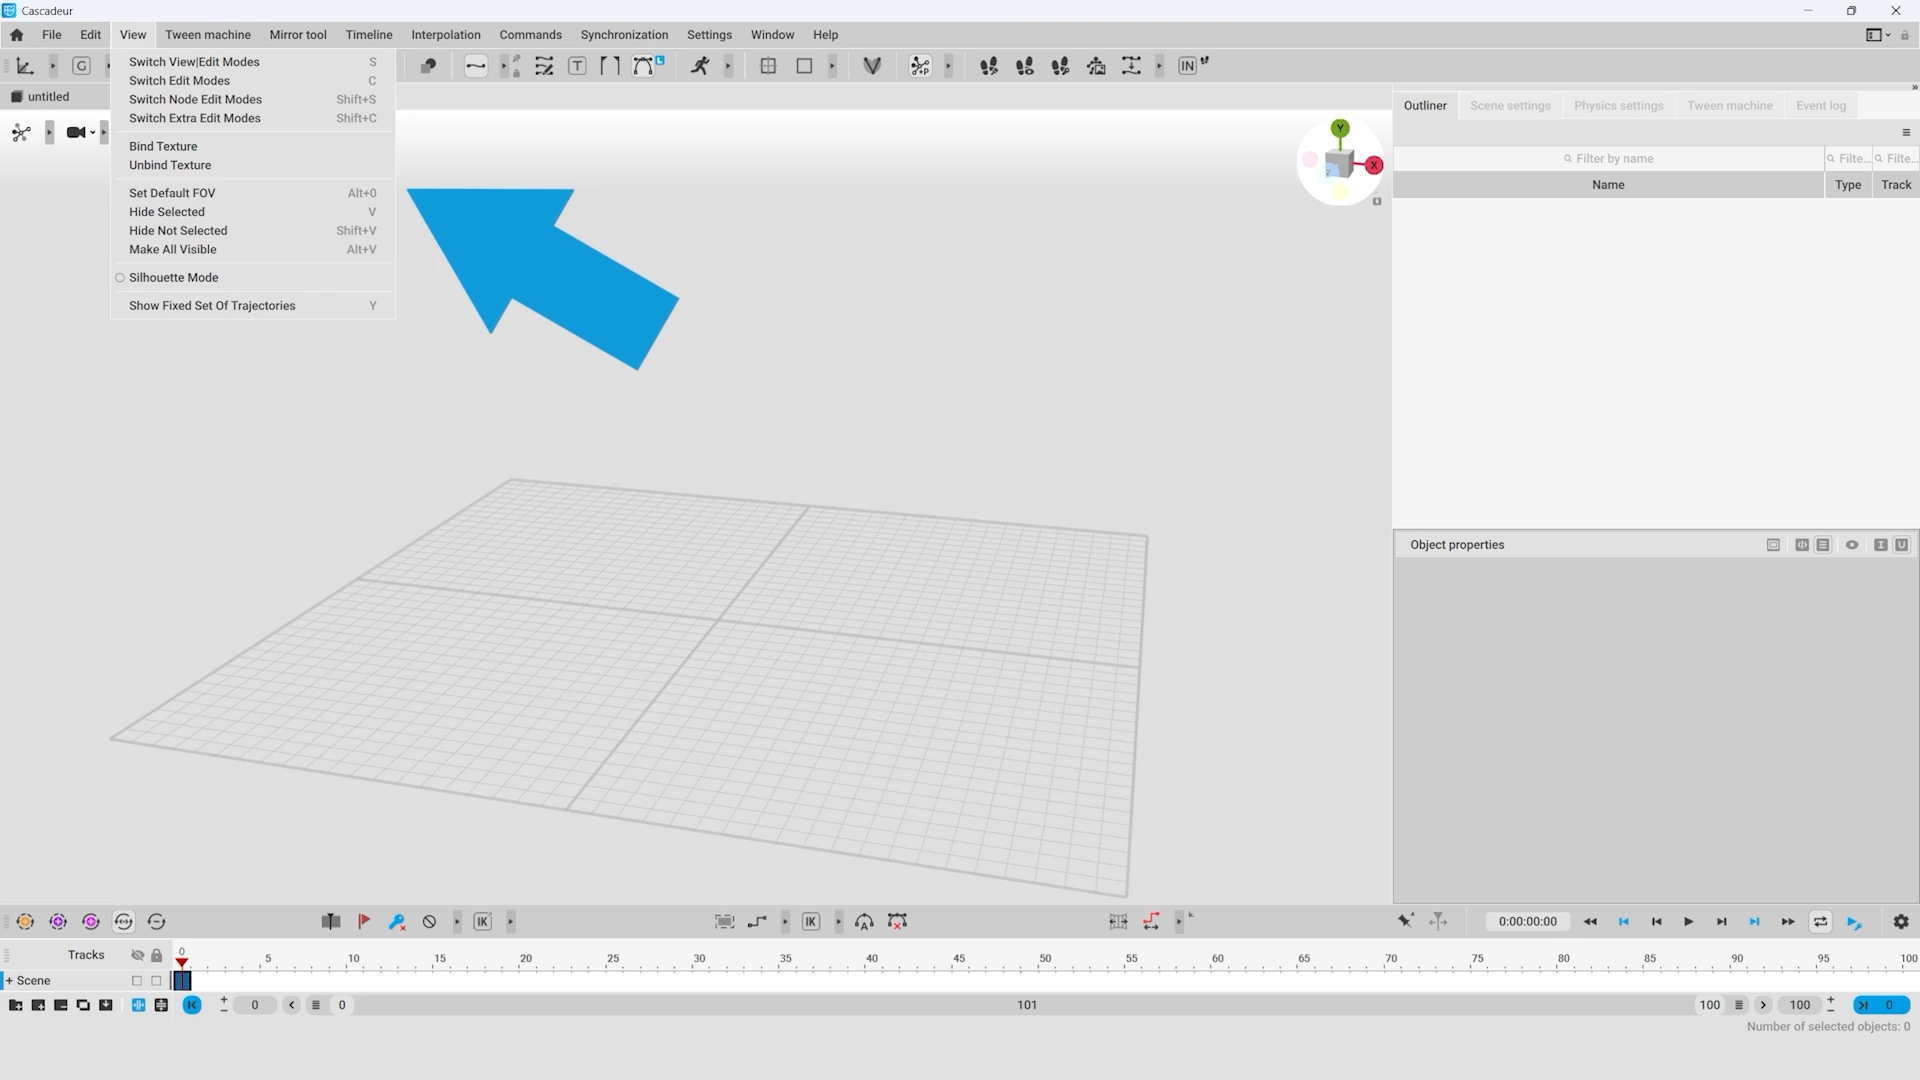 Cascadeur
File Edit View Tween machine Mirror tool Timeline Interpolation Commands Synchronization Settings Window Help
G T L IN
untitled
Switch View|Edit Modes S
Switch Edit Modes C
Switch Node Edit Modes Shift+S
Switch Extra Edit Modes Shift+C
Bind Texture
Unbind Texture
Set Default FOV Alt+0
Hide Selected V
Hide Not Selected Shift+V
Make All Visible Alt+V
Silhouette Mode
Show Fixed Set Of Trajectories Y
Y
X
Outliner Scene settings Physics settings Tween machine Event log
Filter by name Filte... Filte...
Name Type Track
Object properties
IK IK 0:00:00:00
Tracks 0 5 10 15 20 25 30 35 40 45 50 55 60 65 70 75 80 85 90 95 100
+ Scene
0 0 101 100 100 0
Number of selected objects: 0